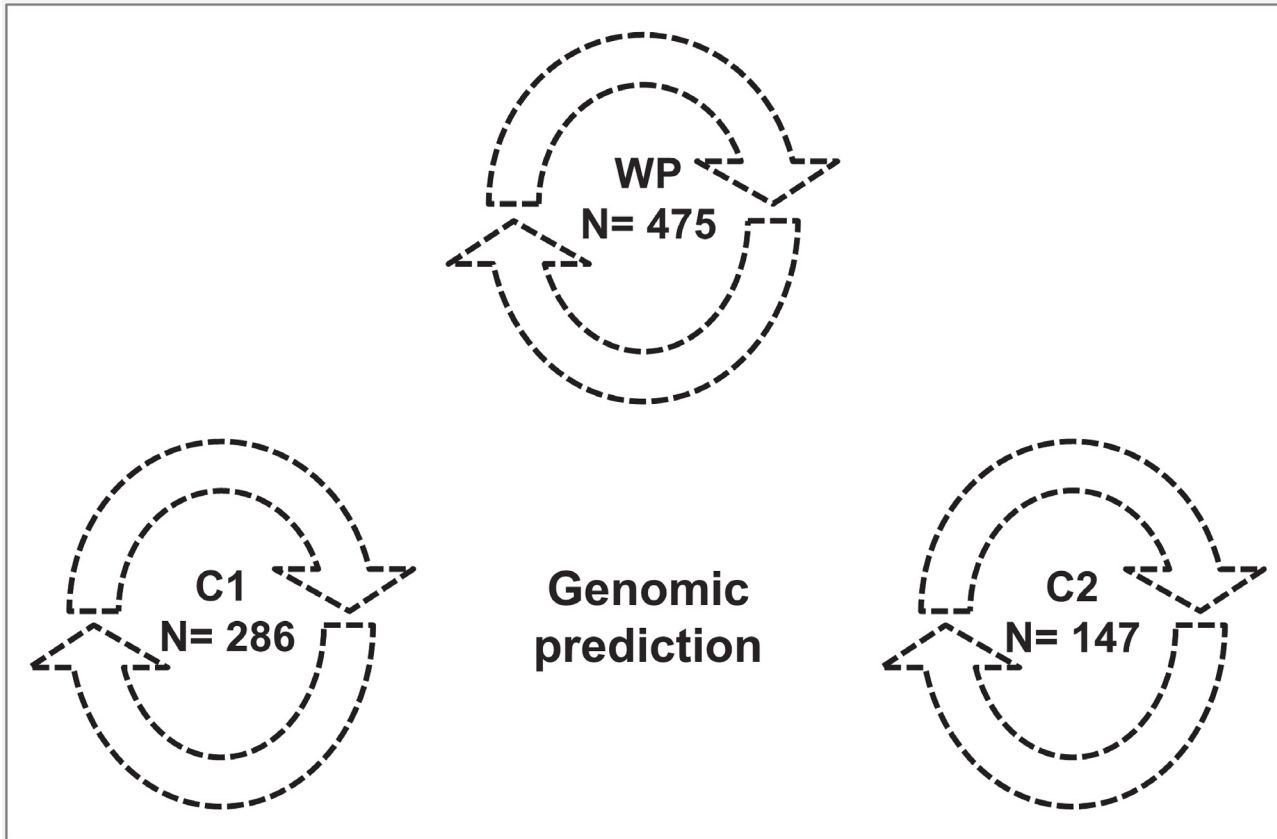 WP
N= 475
C1
N= 286
Genomic
prediction
C2
N= 147